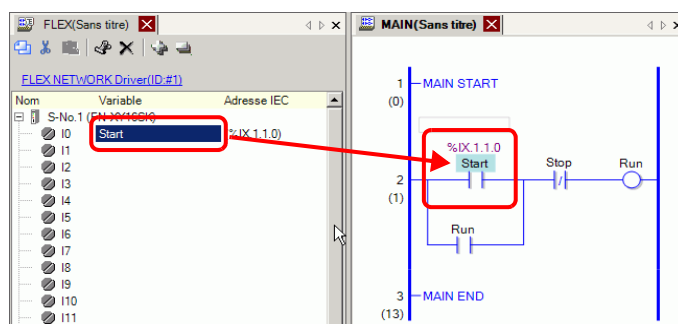 FLEX(Sans titre)
FLEX NETWORK Driver(ID:#1)
Nom Variable Adresse IEC
S-No.1 (FN-XY16SK)
I0 Start %IX.1.1.0)
I1
I2
I3
I4
I5
I6
I7
I8
I9
I10
I11
MAIN(Sans titre)
1 MAIN START
(0)
%IX.1.1.0
Start Stop Run
2
(1)
Run
3 MAIN END
(13)